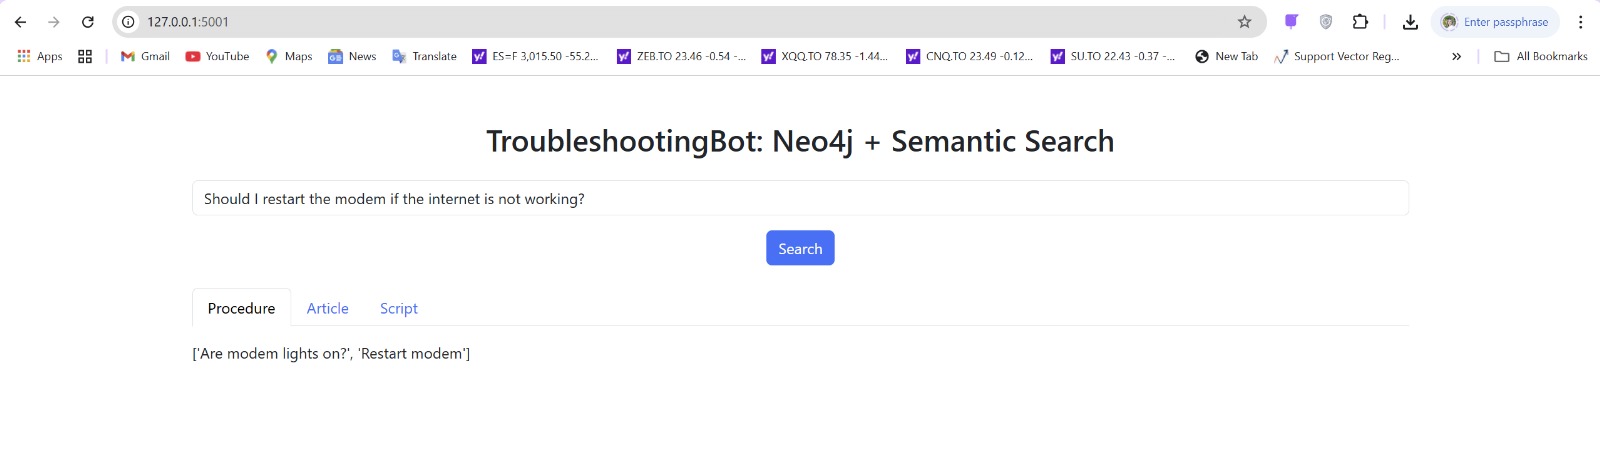 127.0.0.1:5001
Enter passphrase
Apps
Gmail
YouTube
Maps
News
Translate
ES=F 3,015.50 -55.2...
ZEB.TO 23.46 -0.54 -...
XQQ.TO 78.35 -1.44...
CNQ.TO 23.49 -0.12...
SU.TO 22.43 -0.37 -...
New Tab
Support Vector Reg...
All Bookmarks
TroubleshootingBot: Neo4j + Semantic Search
Should I restart the modem if the internet is not working?
Search
Procedure
Article
Script
['Are modem lights on?', 'Restart modem']